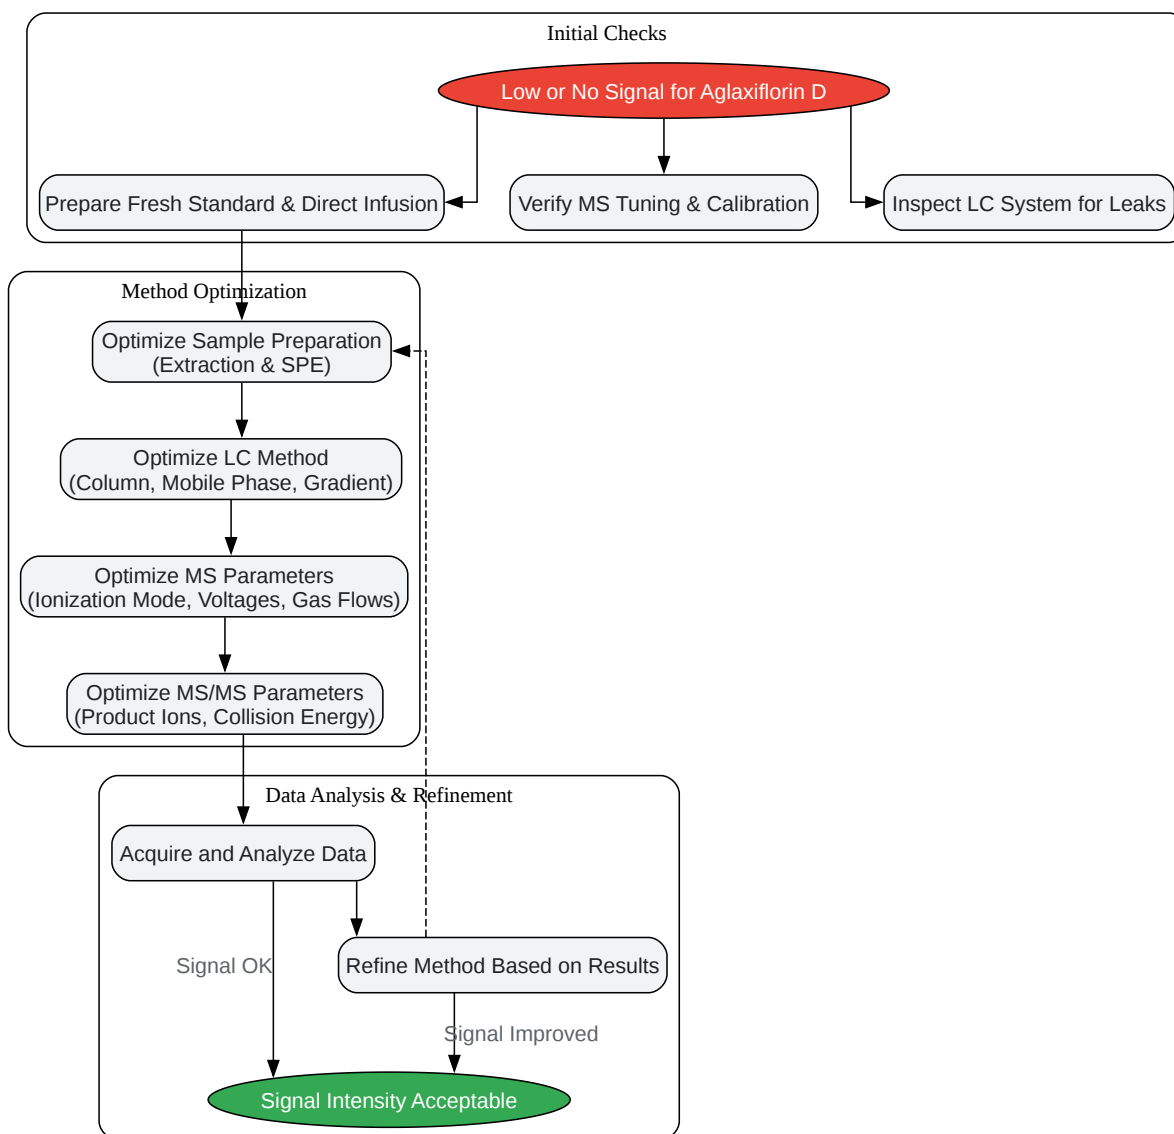 Initial Checks
Low or No Signal for Aglaxiflorin D
Prepare Fresh Standard & Direct Infusion
Verify MS Tuning & Calibration
Inspect LC System for Leaks
Method Optimization
Optimize Sample Preparation
(Extraction & SPE)
Optimize LC Method
(Column, Mobile Phase, Gradient)
Optimize MS Parameters
(Ionization Mode, Voltages, Gas Flows)
Optimize MS/MS Parameters
(Product Ions, Collision Energy)
Data Analysis & Refinement
Acquire and Analyze Data
Signal OK
Refine Method Based on Results
Signal Improved
Signal Intensity Acceptable